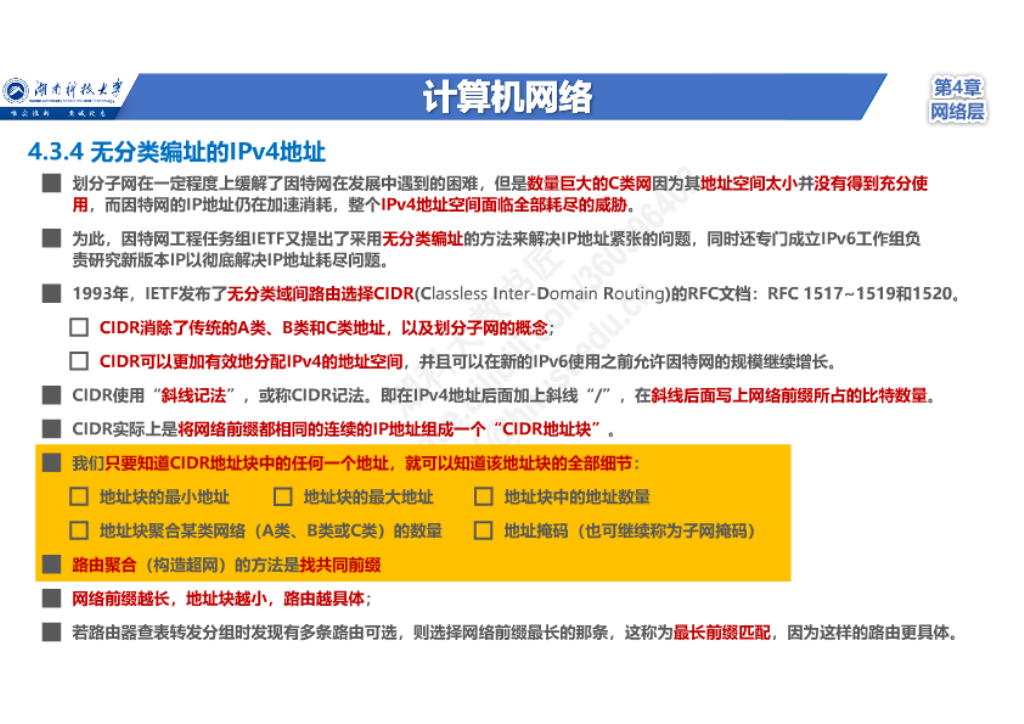 湖南科技大学
计算机网络
第4章
网络层
4.3.4 无分类编址的IPv4地址
划分子网在一定程度上缓解了因特网在发展中遇到的困难，但是数量巨大的C类网因为其地址空间太小并没有得到充分使
用，而因特网的IP地址仍在加速消耗，整个IPv4地址空间面临全部耗尽的威胁。
为此，因特网工程任务组IETF又提出了采用无分类编址的方法来解决IP地址紧张的问题，同时还专门成立IPv6工作组负
责研究新版本IP以彻底解决IP地址耗尽问题。
1993年，IETF发布了无分类域间路由选择CIDR(Classless Inter-Domain Routing)的RFC文档：RFC 1517~1519和1520。
CIDR消除了传统的A类、B类和C类地址，以及划分子网的概念；
CIDR可以更加有效地分配IPv4的地址空间，并且可以在新的IPv6使用之前允许因特网的规模继续增长。
CIDR使用“斜线记法”，或称CIDR记法。即在IPv4地址后面加上斜线“/”，在斜线后面写上网络前缀所占的比特数量。
CIDR实际上是将网络前缀都相同的连续的IP地址组成一个“CIDR地址块”。
我们只要知道CIDR地址块中的任何一个地址，就可以知道该地址块的全部细节：
地址块的最小地址 地址块的最大地址 地址块中的地址数量
地址块聚合某类网络（A类、B类或C类）的数量 地址掩码（也可继续称为子网掩码）
路由聚合（构造超网）的方法是找共同前缀
网络前缀越长，地址块越小，路由越具体；
若路由器查表转发分组时发现有多条路由可选，则选择网络前缀最长的那条，这称为最长前缀匹配，因为这样的路由更具体。